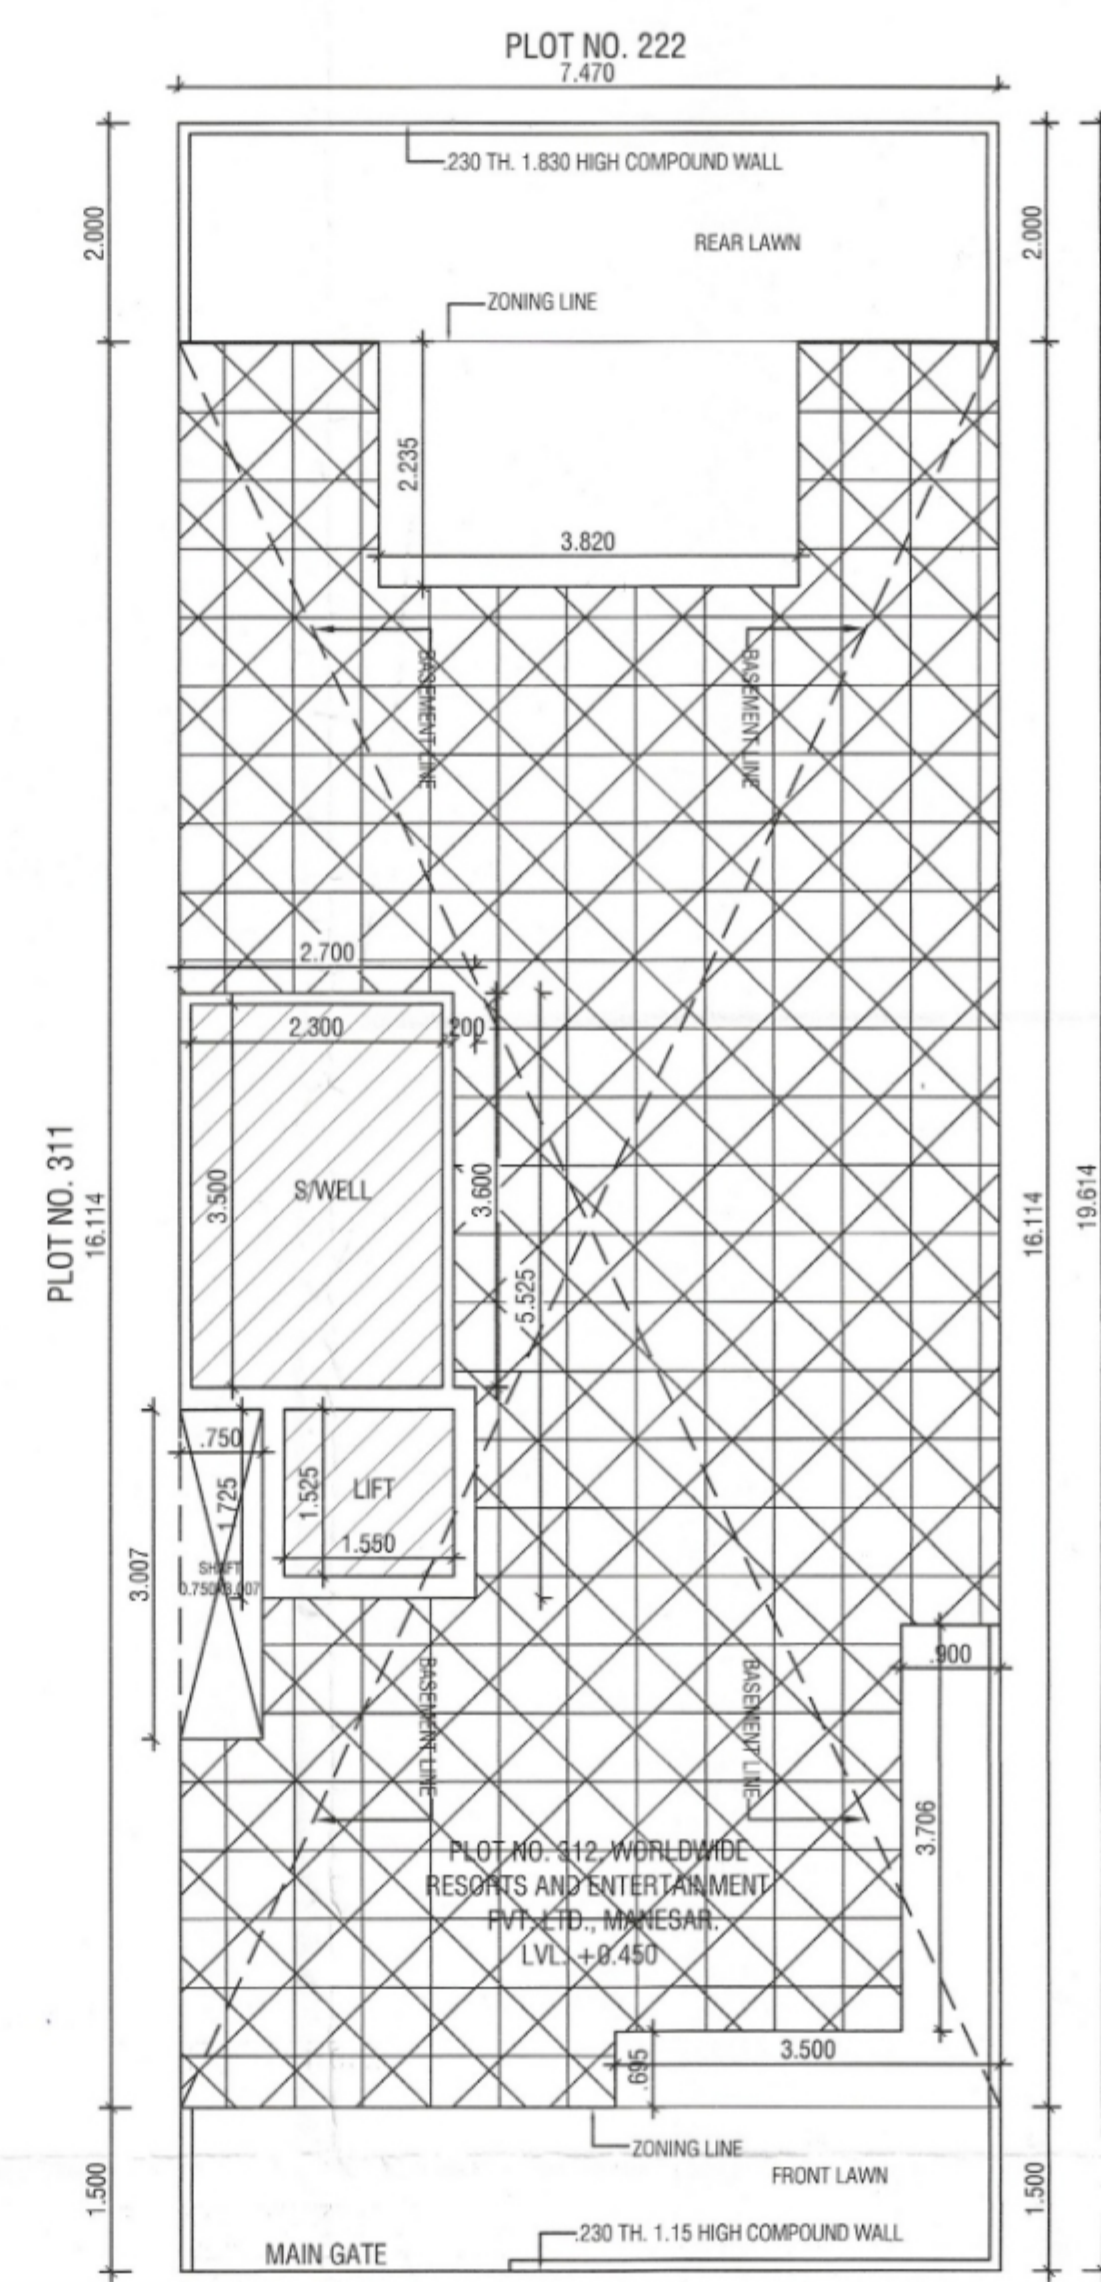 PLOT NO. 222
7.470
.230 TH. 1.830 HIGH COMPOUND WALL
2.000
2.000
REAR LAWN
ZONING LINE
2.235
3.820
BASEMENT LINE
BASEMENT LINE
2.700
2.300
.200
3.500
S/WELL
3.600
5.525
PLOT NO. 311
16.114
16.114
19.614
.750
1.725
1.525
LIFT
1.550
3.007
SHAFT
0.750X3.007
.900
BASEMENT LINE
BASEMENT LINE
3.706
PLOT NO. 312, WORLDWIDE
RESORTS AND ENTERTAINMENT
PVT. LTD., MANESAR.
LVL. +0.450
.695
3.500
ZONING LINE
FRONT LAWN
1.500
1.500
.230 TH. 1.15 HIGH COMPOUND WALL
MAIN GATE